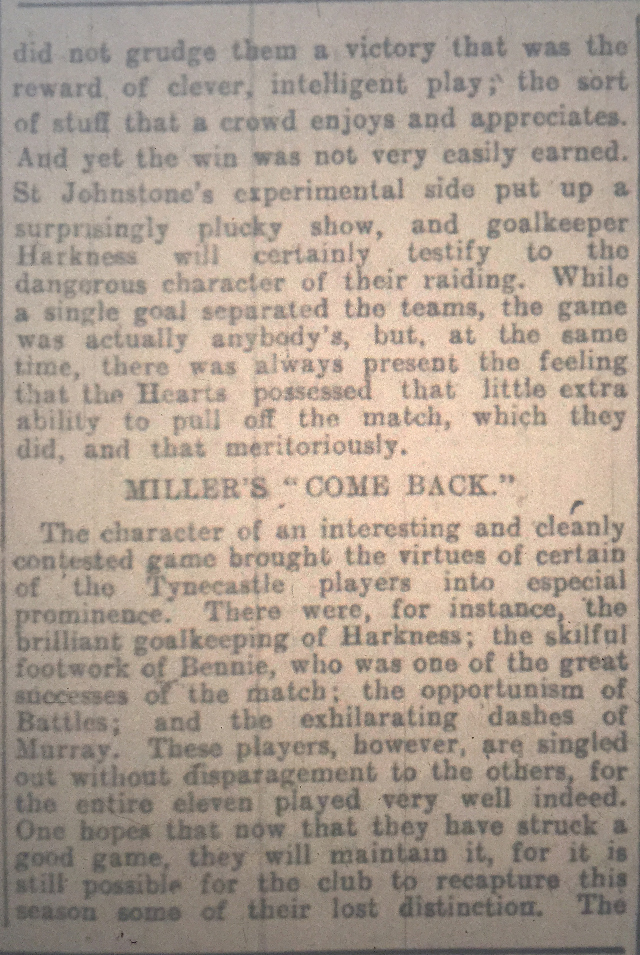 did not grudge them a victory that was the
reward of clever, intelligent play; the sort
of stuff that a crowd enjoys and appreciates.
And yet the win was not very easily earned.
St Johnstone's experimental side put up a
surprisingly plucky show, and goalkeeper
Harkness will certainly testify to the
dangerous character of their raiding. While
a single goal separated the teams, the game
was actually anybody's, but, at the same
time, there was always present the feeling
that the Hearts possessed that little extra
ability to pull off the match, which they
did, and that meritoriously.
MILLER'S "COME BACK."
The character of an interesting and cleanly
contested game brought the virtues of certain
of the Tynecastle players into especial
prominence. There were, for instance, the
brilliant goalkeeping of Harkness; the skilful
footwork of Bennie, who was one of the great
successes of the match; the opportunism of
Battles; and the exhilarating dashes of
Murray. These players, however, are singled
out without disparagement to the others, for
the entire eleven played very well indeed.
One hopes that now that they have struck a
good game, they will maintain it, for it is
still possible for the club to recapture this
season some of their lost distinction. The